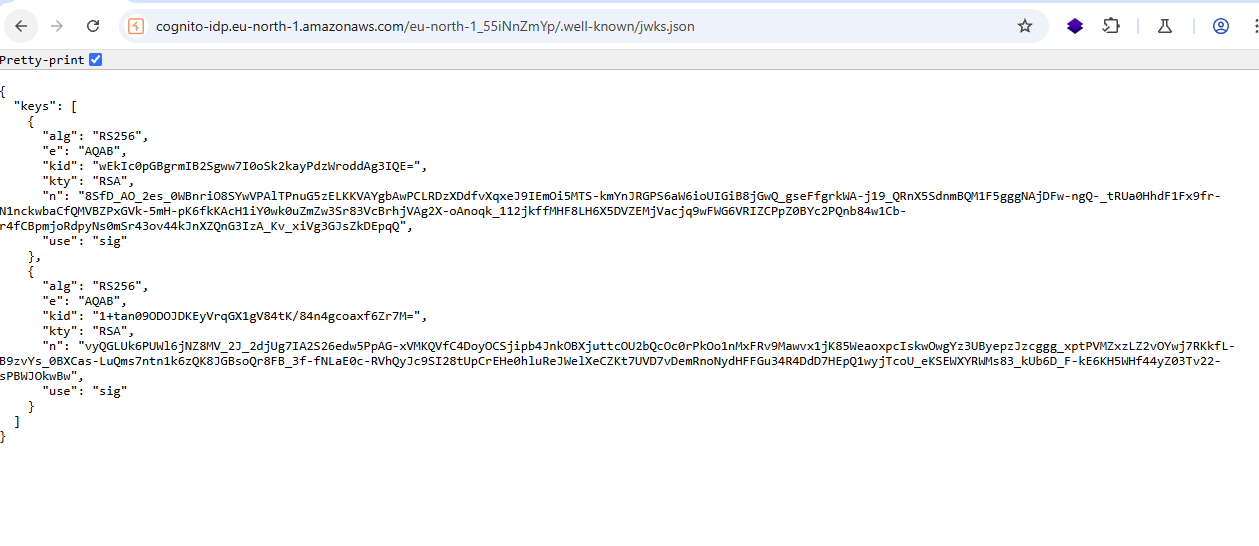 cognito-idp.eu-north-1.amazonaws.com/eu-north-1_55iNnZmYp/.well-known/jwks.json
Pretty-print
{
  "keys": [
    {
      "alg": "RS256",
      "e": "AQAB",
      "kid": "wEkIc0pGBgrmIB2Sgww7I0oSk2kayPdzWroddAg3IQE=",
      "kty": "RSA",
      "n": "8SfD_AO_2es_0WBnriO8SYwVPAlTPnuG5zELKKVAYgbAwPCLRDzXDdfvXqxeJ9IEmOi5MTS-kmYnJRGPS6aW6ioUIGiB8jGwQ_gseFfgrkWA-j19_QRnX5SdnmBQM1F5gggNAjDFw-ngQ-_tRUa0HhdF1Fx9fr-
N1nckwbaCfQMVBZPxGVk-5mH-pK6fkKAcH1iY0wk0uZmZw3Sr83VcBrhjVAg2X-oAnoqk_112jkffMHF8LH6X5DVZEMjVacjq9wFWG6VRIZCPpZ0BYc2PQnb84w1Cb-
r4fCBpmjoRdpyNs0mSr43ov44kJnXZQnG3IzA_Kv_xiVg3GJsZkDEpqQ",
      "use": "sig"
    },
    {
      "alg": "RS256",
      "e": "AQAB",
      "kid": "1+tan09ODOJDKEyVrqGX1gV84tK/84n4gcoaxf6Zr7M=",
      "kty": "RSA",
      "n": "vyQGLUk6PUWl6jNZ8MV_2J_2djUg7IA2S26edw5PpAG-xVMKQVfC4DoyOCSjipb4JnkOBXjuttcOU2bQcOc0rPkOo1nMxFRv9Mawvx1jK85WeaoxpcIskwOwgYz3UByepzJzcggg_xptPVMZxzLZ2vOYwj7RKkfL-
B9zvYs_0BXCas-LuQms7ntn1k6zQK8JGBsoQr8FB_3f-fNLaE0c-RVhQyJc9SI28tUpCrEHe0hluReJWelXeCZKt7UVD7vDemRnoNydHFFGu34R4DdD7HEpQ1wyjTcoU_eKSEWXYRWMs83_kUb6D_F-kE6KH5WHf44yZ03Tv22-
sPBWJOkwBw",
      "use": "sig"
    }
  ]
}